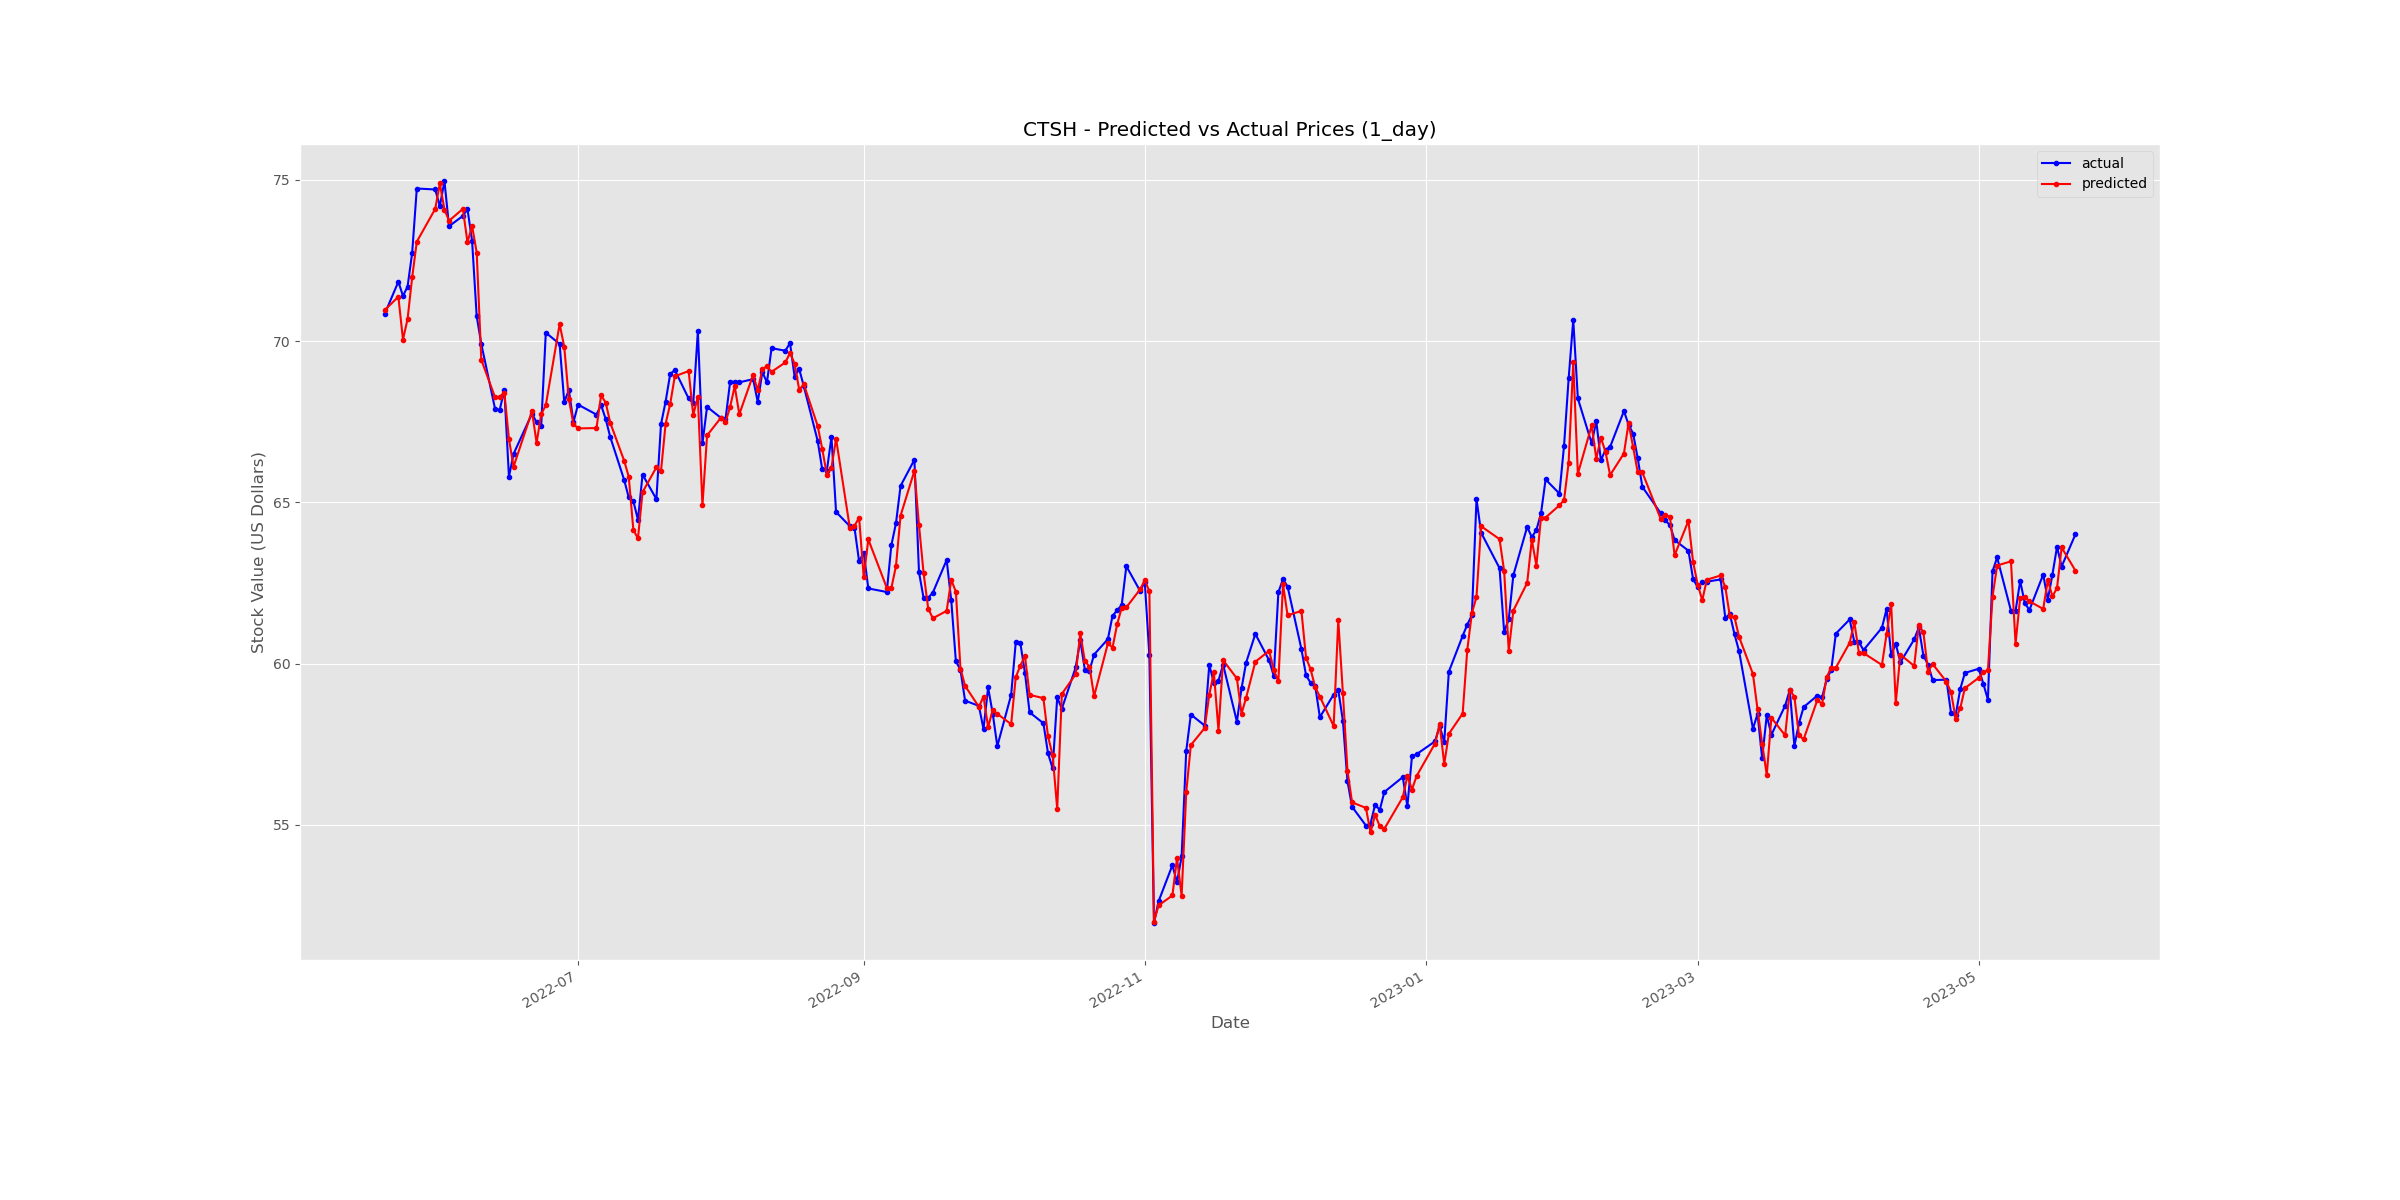 CTSH - Predicted vs Actual Prices (1_day)
actual
predicted
75
70
65
60
55
Stock Value (US Dollars)
2022-07
2022-09
2022-11
2023-01
2023-03
2023-05
Date